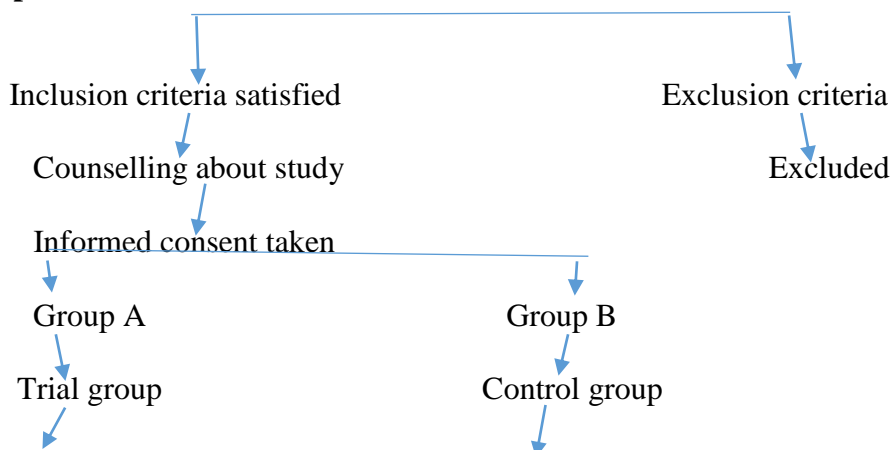 Inclusion criteria satisfied Exclusion criteria
Counselling about study Excluded
Informed consent taken
Group A Group B
Trial group Control group